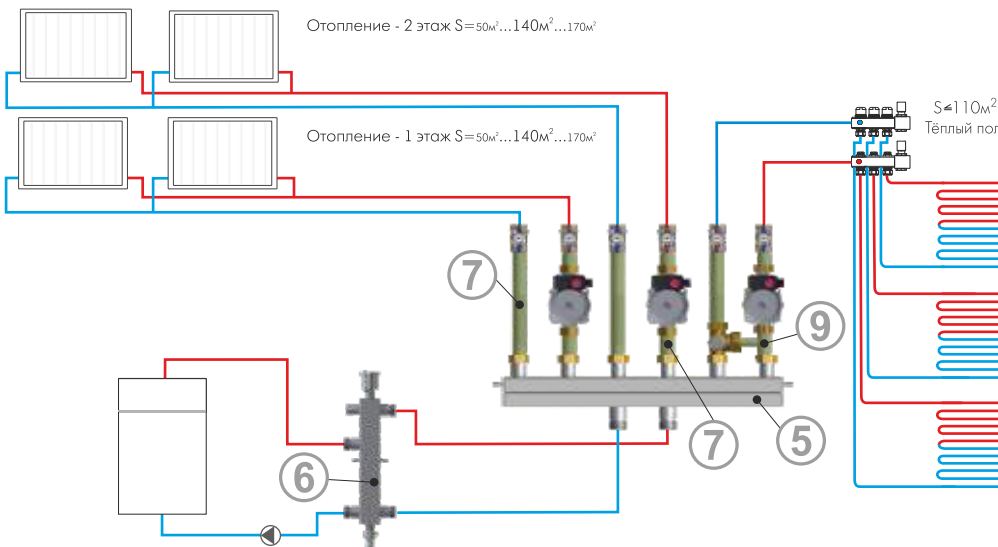 Отопление - 2 этаж S=50м²...140м²...170м²
S≤110м²
Тёплый пол
Отопление - 1 этаж S=50м²...140м²...170м²
7
9
7
5
6